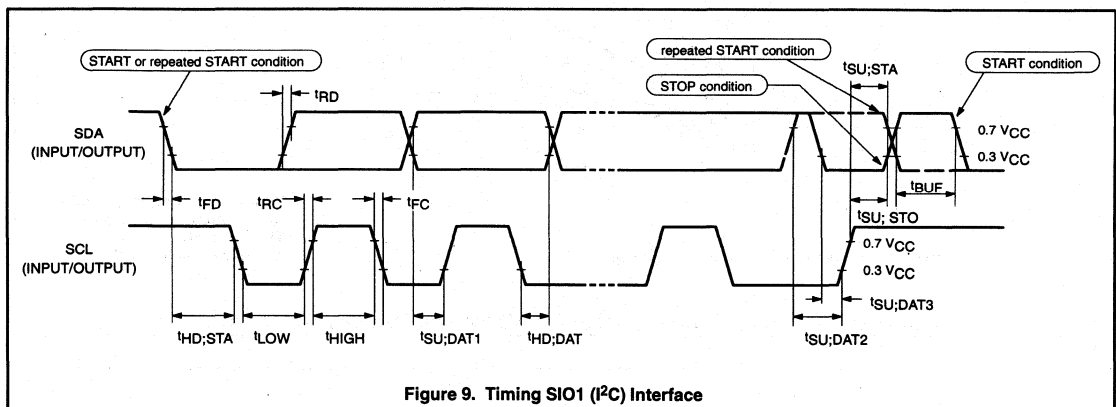 START or repeated START condition
repeated START condition
tSU;STA
START condition
tRD
STOP condition
SDA
(INPUT/OUTPUT)
0.7 VCC
0.3 VCC
tFD
tRC
tFC
tBUF
tSU; STO
SCL
(INPUT/OUTPUT)
0.7 VCC
0.3 VCC
tSU;DAT3
tHD;STA
tLOW
tHIGH
tSU;DAT1
tHD;DAT
tSU;DAT2
Figure 9. Timing SIO1 (I²C) Interface